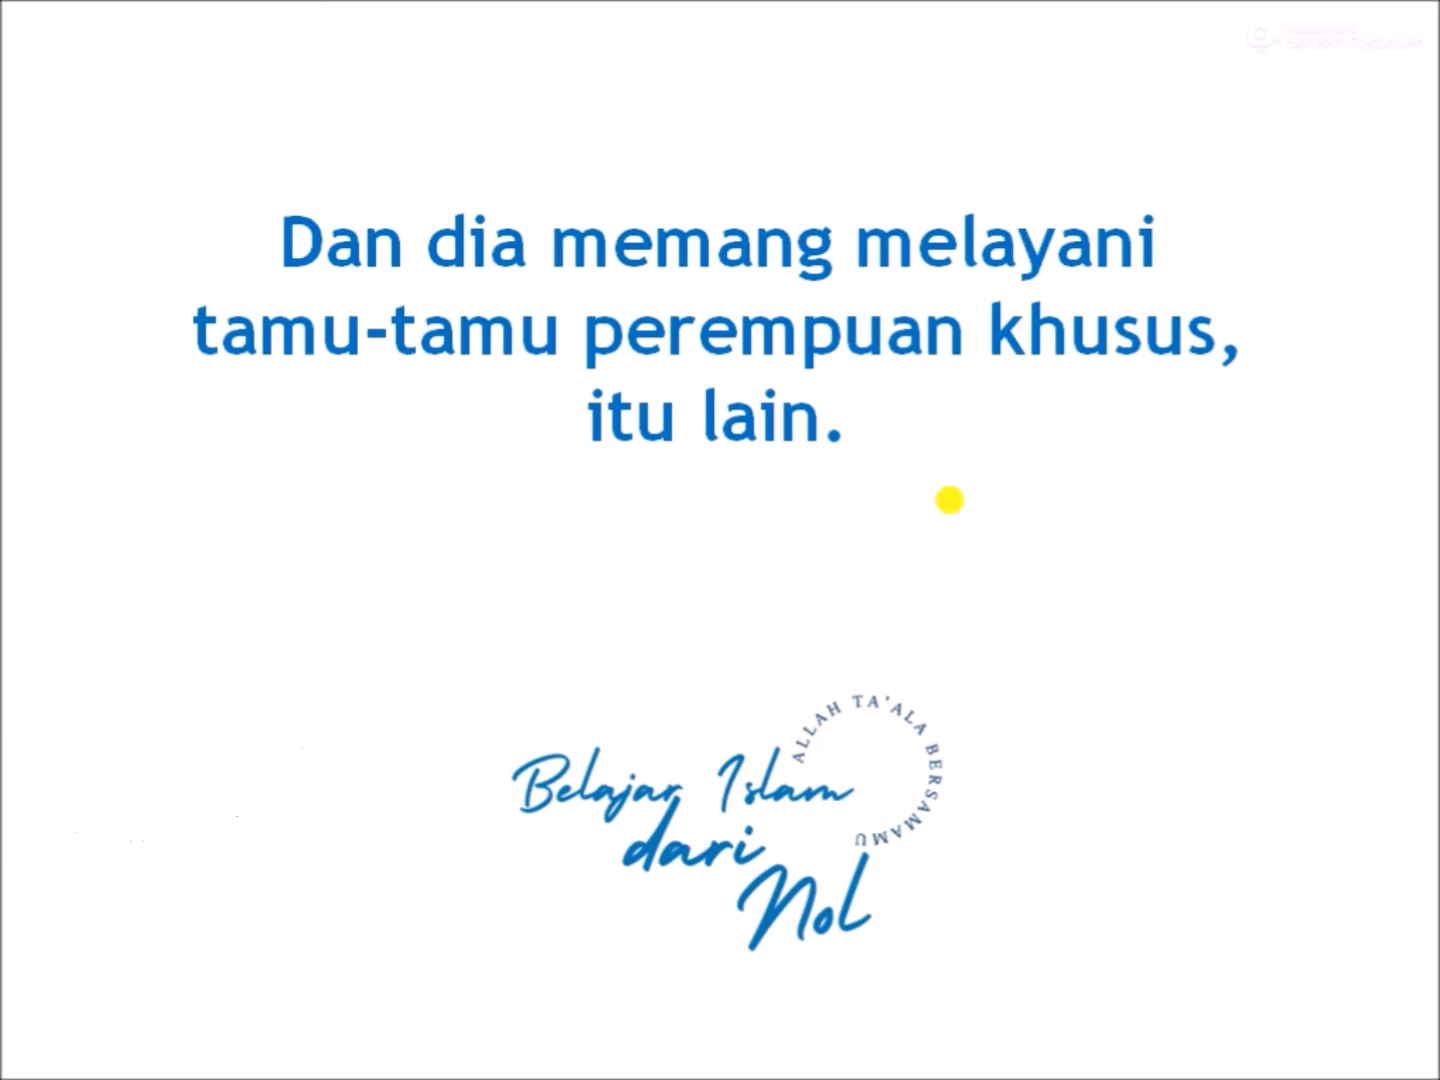 Dan dia memang melayani
tamu-tamu perempuan khusus,
itu lain.
ALLAH TA'ALA BERSAMAMU
Belajar Islam
dari
Nol